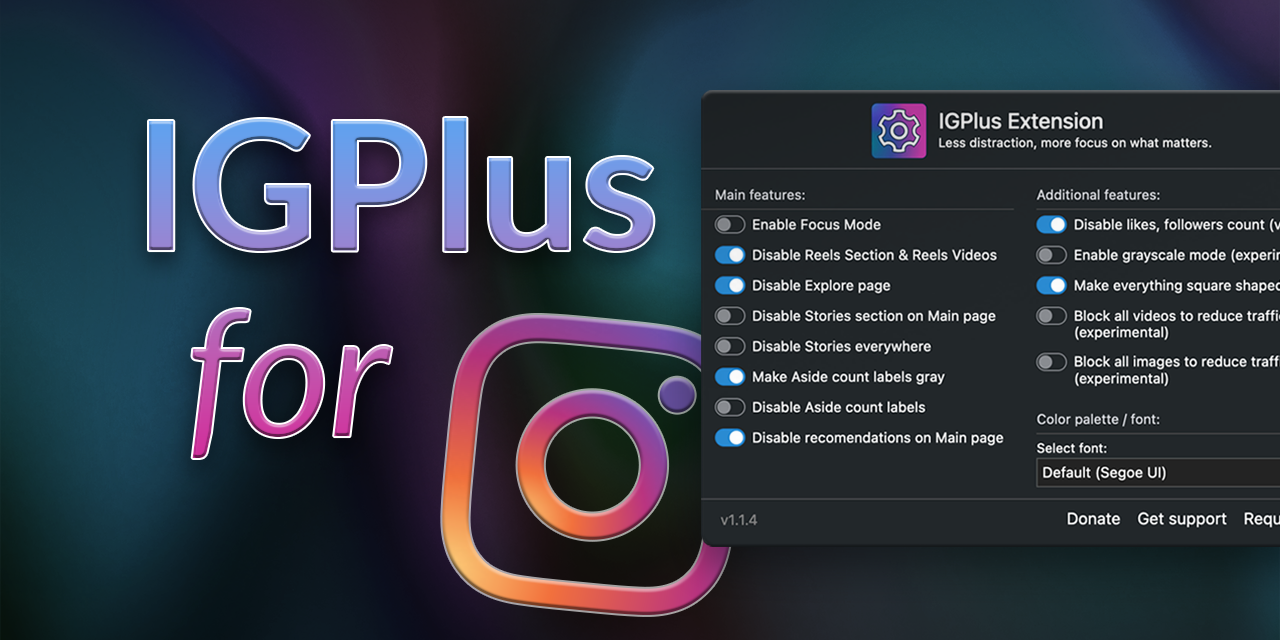 IGPlus
for
IGPlus Extension
Less distraction, more focus on what matters.
Main features:
Enable Focus Mode
Disable Reels Section & Reels Videos
Disable Explore page
Disable Stories section on Main page
Disable Stories everywhere
Make Aside count labels gray
Disable Aside count labels
Disable recomendations on Main page
Additional features:
Disable likes, followers count
Enable grayscale mode
Make everything square shaped
Block all videos to reduce
(experimental)
Block all images to reduce
(experimental)
Color palette / font:
Select font:
Default (Segoe UI)
v1.1.4
Donate Get support